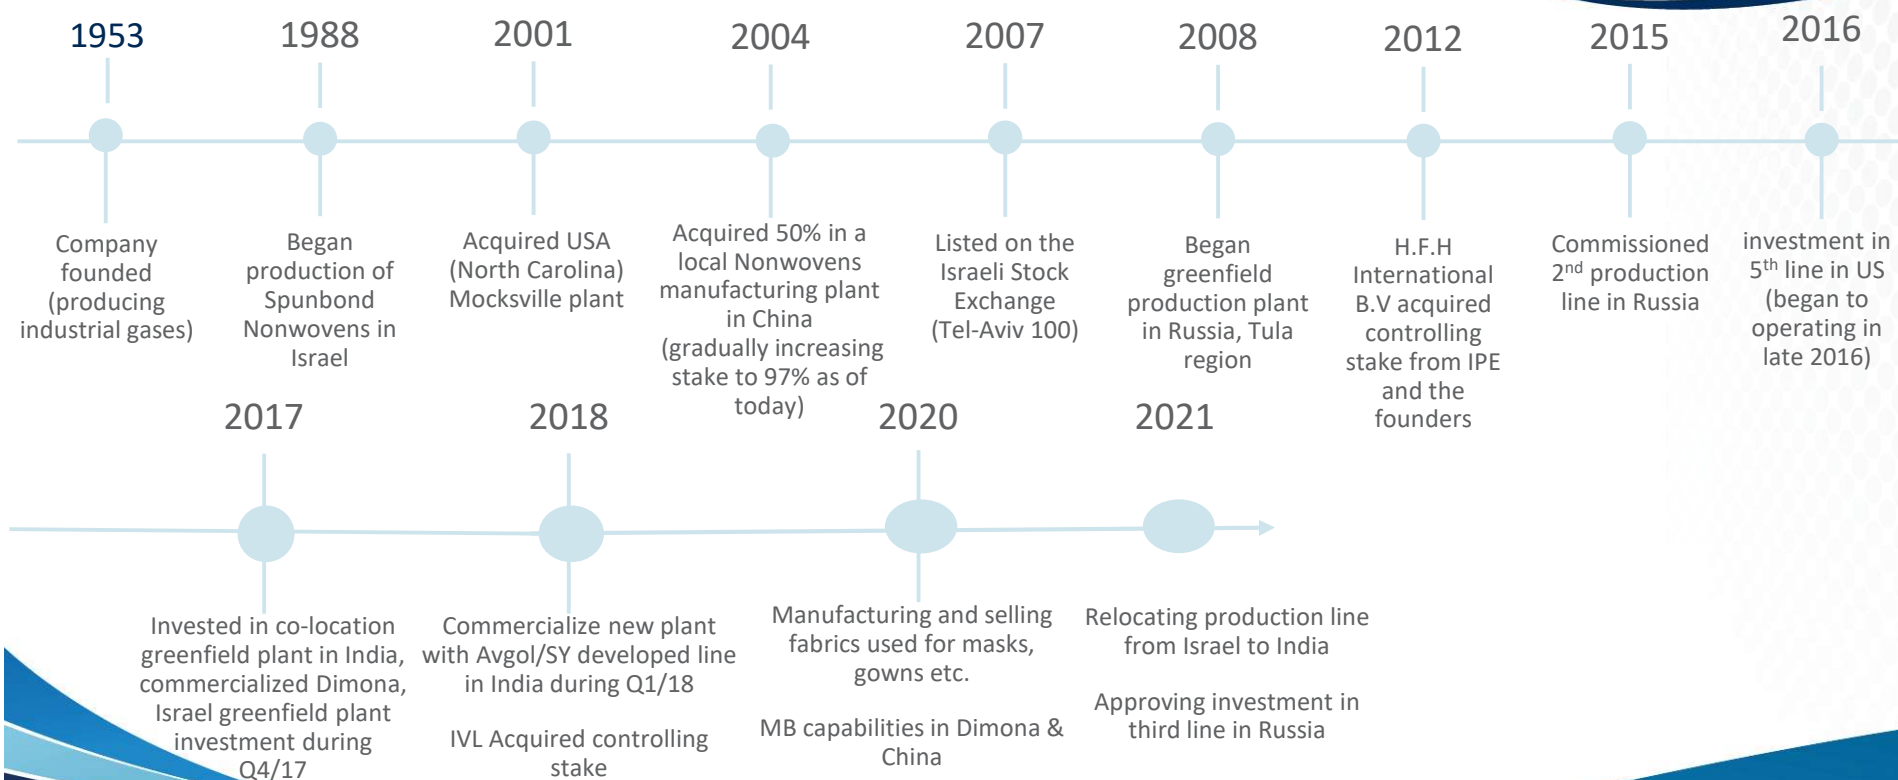 1953
1988
2001
2004
2007
2008
2012
2015
2016
Company
founded
(producing
industrial gases)
Began
production of
Spunbond
Nonwovens in
Israel
Acquired USA
(North Carolina)
Mocksville plant
Acquired 50% in a
local Nonwovens
manufacturing plant
in China
(gradually increasing
stake to 97% as of
today)
Listed on the
Israeli Stock
Exchange
(Tel-Aviv 100)
Began
greenfield
production plant
in Russia, Tula
region
H.F.H
International
B.V acquired
controlling
stake from IPE
and the
founders
Commissioned
2nd production
line in Russia
investment in
5th line in US
(began to
operating in
late 2016)
2017
2018
2020
2021
Invested in co-location
greenfield plant in India,
commercialized Dimona,
Israel greenfield plant
investment during
Q4/17
Commercialize new plant
with Avgol/SY developed line
in India during Q1/18
IVL Acquired controlling
stake
Manufacturing and selling
fabrics used for masks,
gowns etc.
MB capabilities in Dimona &
China
Relocating production line
from Israel to India
Approving investment in
third line in Russia